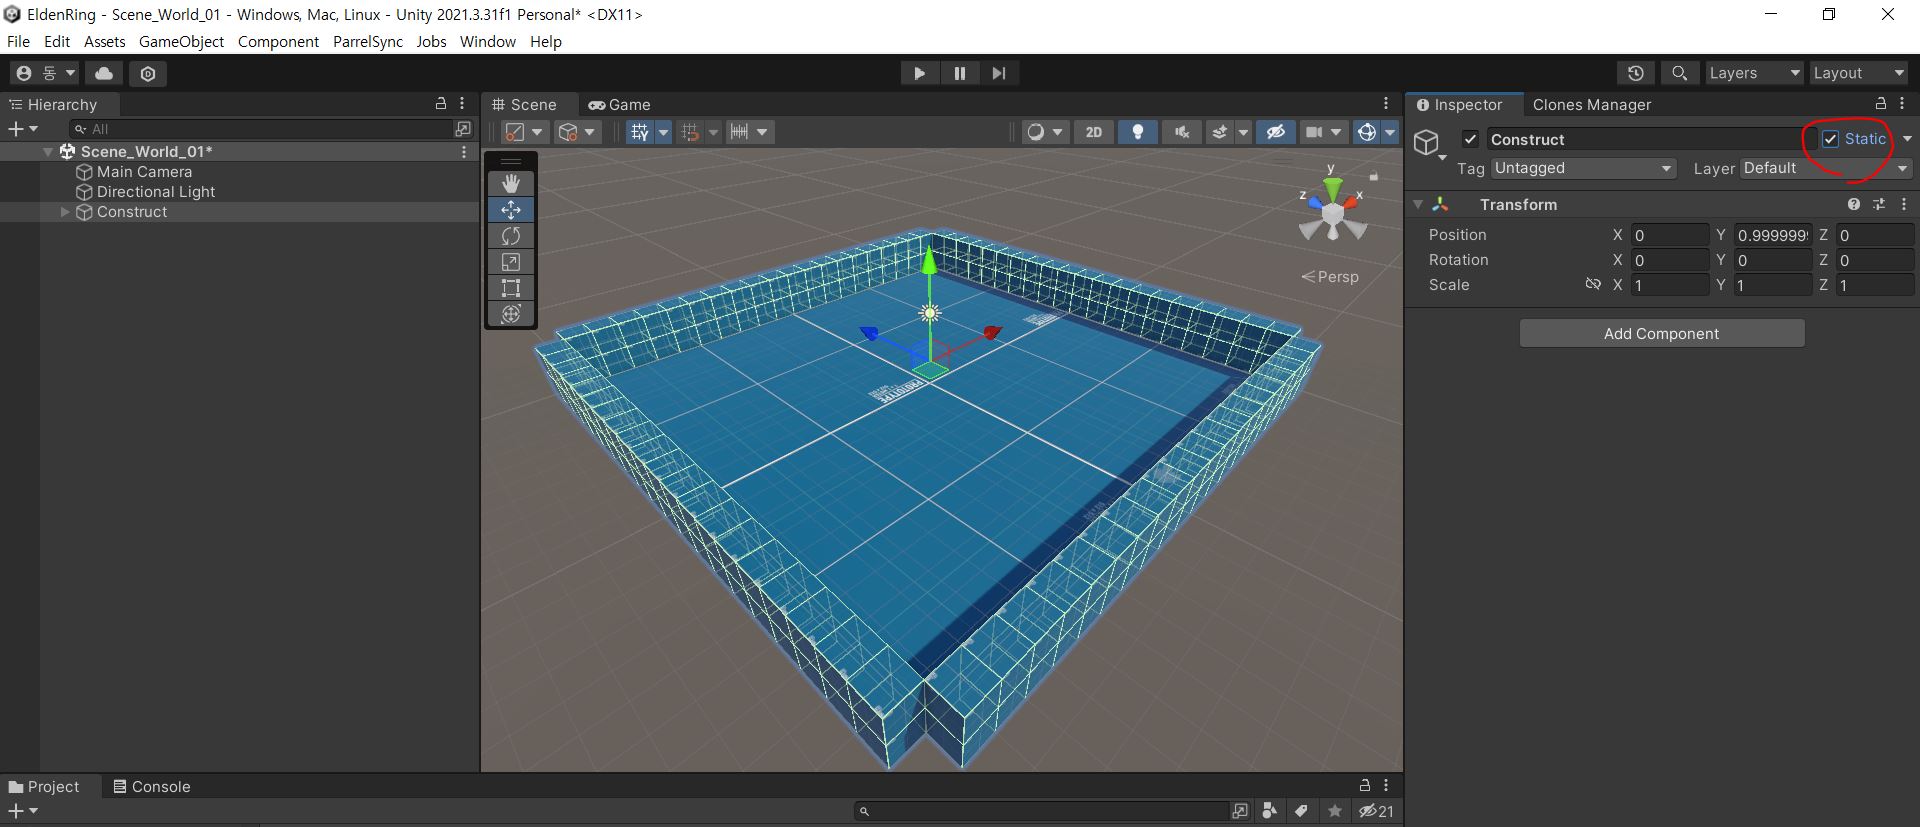 EldenRing - Scene_World_01 - Windows, Mac, Linux - Unity 2021.3.31f1 Personal* <DX11>
File Edit Assets GameObject Component ParrelSync Jobs Window Help
동 Layers Layout
Hierarchy
All
Scene_World_01*
Main Camera
Directional Light
Construct
Scene Game
2D
y
z x
Persp
PROTOTYPE
Inspector Clones Manager
Construct Static
Tag Untagged Layer Default
Transform
Position X 0 Y 0.9999999 Z 0
Rotation X 0 Y 0 Z 0
Scale X 1 Y 1 Z 1
Add Component
Project Console
21